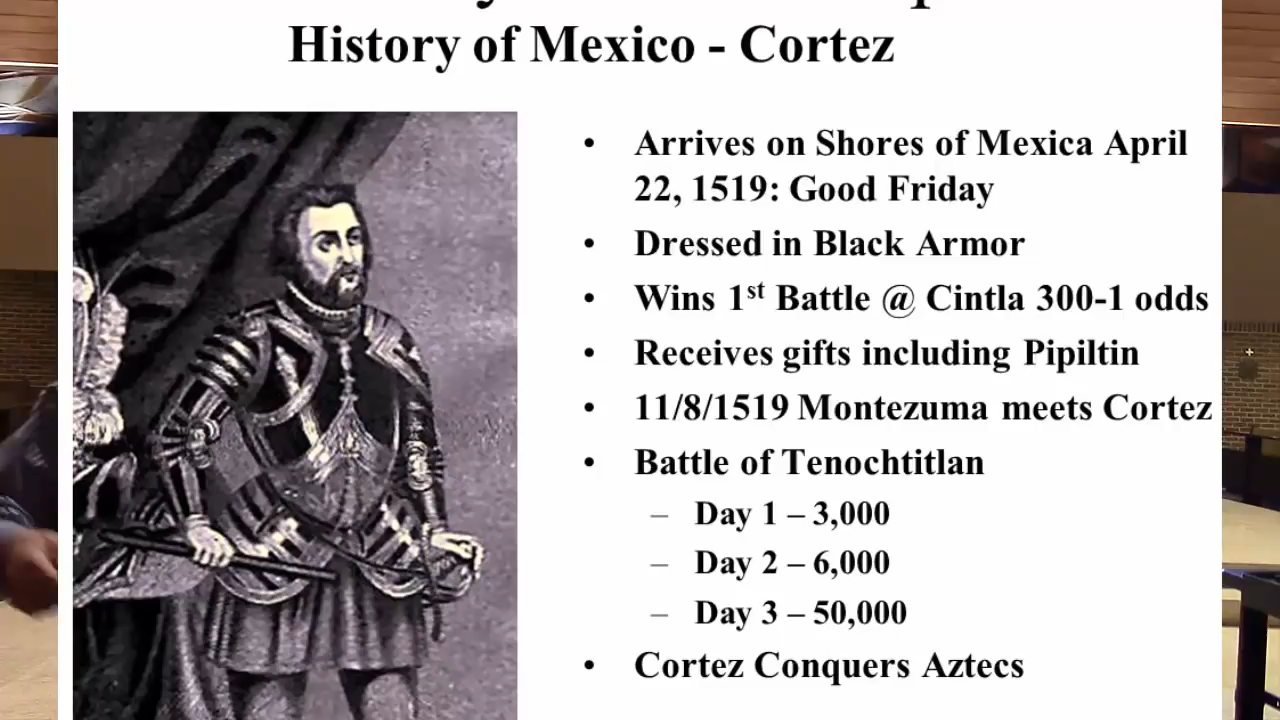 History of Mexico - Cortez
• Arrives on Shores of Mexica April
22, 1519: Good Friday
• Dressed in Black Armor
• Wins 1st Battle @ Cintla 300-1 odds
• Receives gifts including Pipiltin
• 11/8/1519 Montezuma meets Cortez
• Battle of Tenochtitlan
– Day 1 – 3,000
– Day 2 – 6,000
– Day 3 – 50,000
• Cortez Conquers Aztecs